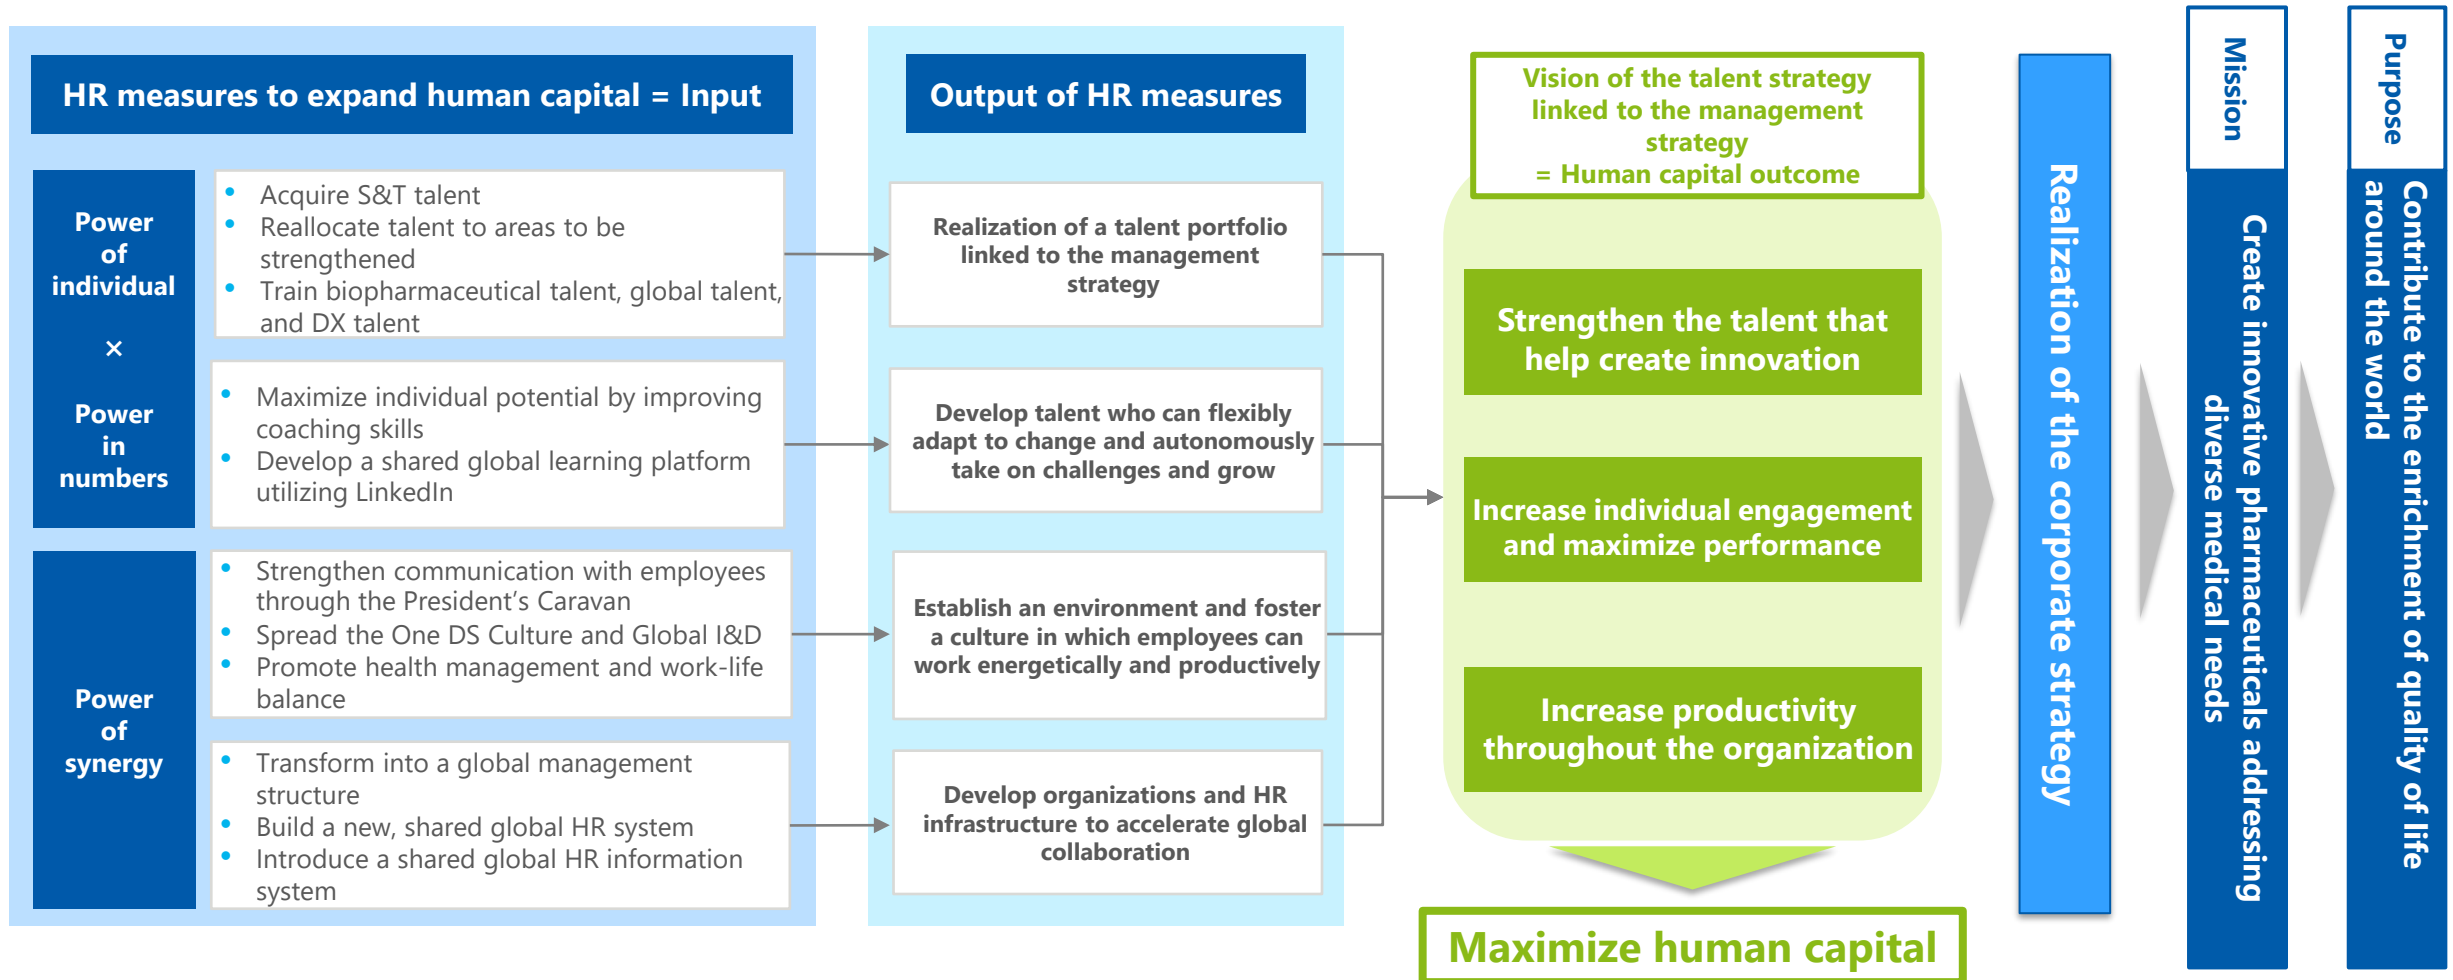 HR measures to expand human capital = Input
Power
of
individual
×
Power
in
numbers
• Acquire S&T talent
• Reallocate talent to areas to be
strengthened
• Train biopharmaceutical talent, global talent,
and DX talent
• Maximize individual potential by improving
coaching skills
• Develop a shared global learning platform
utilizing LinkedIn
Power
of
synergy
• Strengthen communication with employees
through the President’s Caravan
• Spread the One DS Culture and Global I&D
• Promote health management and work-life
balance
• Transform into a global management
structure
• Build a new, shared global HR system
• Introduce a shared global HR information
system
Output of HR measures
Realization of a talent portfolio
linked to the management
strategy
Develop talent who can flexibly
adapt to change and autonomously
take on challenges and grow
Establish an environment and foster
a culture in which employees can
work energetically and productively
Develop organizations and HR
infrastructure to accelerate global
collaboration
Vision of the talent strategy
linked to the management
strategy
= Human capital outcome
Strengthen the talent that
help create innovation
Increase individual engagement
and maximize performance
Increase productivity
throughout the organization
Maximize human capital
Realization of the corporate strategy
Mission
Create innovative pharmaceuticals addressing
diverse medical needs
Purpose
Contribute to the enrichment of quality of life
around the world